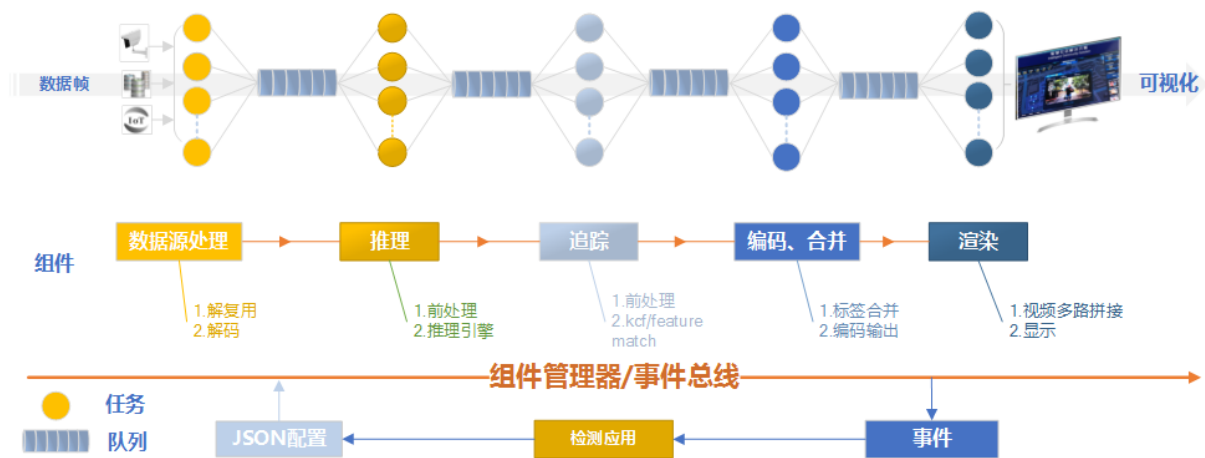 数据帧
IoT
可视化
组件
数据源处理
推理
追踪
编码、合并
渲染
1.解复用
2.解码
1.前处理
2.推理引擎
1.前处理
2.kcf/feature
match
1.标签合并
2.编码输出
1.视频多路拼接
2.显示
组件管理器/事件总线
任务
队列
JSON配置
检测应用
事件